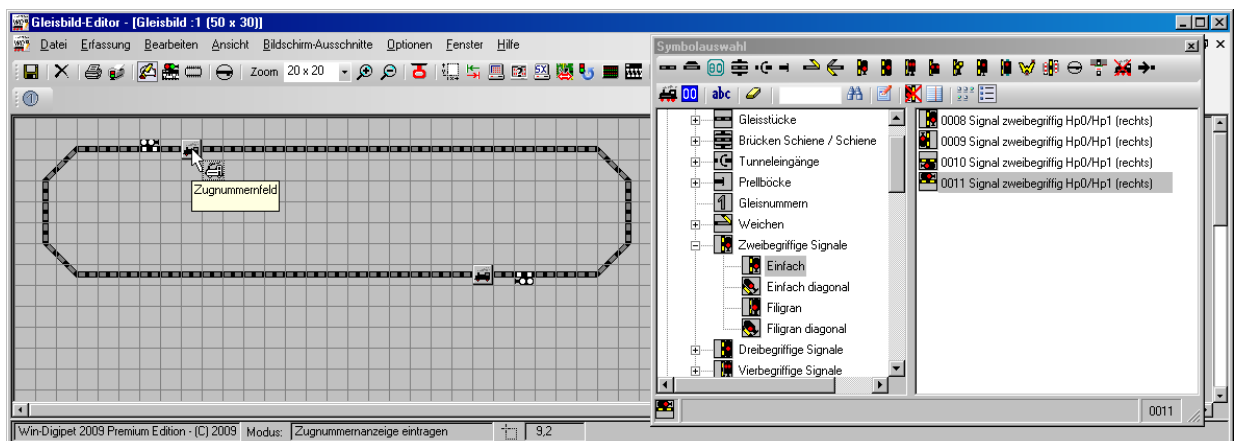 Gleisbild-Editor - [Gleisbild :1 (50 x 30)]
Datei Erfassung Bearbeiten Ansicht Bildschirm-Ausschnitte Optionen Fenster Hilfe
Zoom 20 x 20
1
Zugnummernfeld
Symbolauswahl
00 abc
Gleisstücke
Brücken Schiene / Schiene
Tunneleingänge
Prellböcke
1 Gleisnummern
Weichen
Zweibegriffige Signale
Einfach
Einfach diagonal
Filigran
Filigran diagonal
Dreibegriffige Signale
Vierbegriffige Signale
0008 Signal zweibegriffig Hp0/Hp1 (rechts)
0009 Signal zweibegriffig Hp0/Hp1 (rechts)
0010 Signal zweibegriffig Hp0/Hp1 (rechts)
0011 Signal zweibegriffig Hp0/Hp1 (rechts)
0011
Win-Digipet 2009 Premium Edition - (C) 2009 Modus: Zugnummernanzeige eintragen 9,2